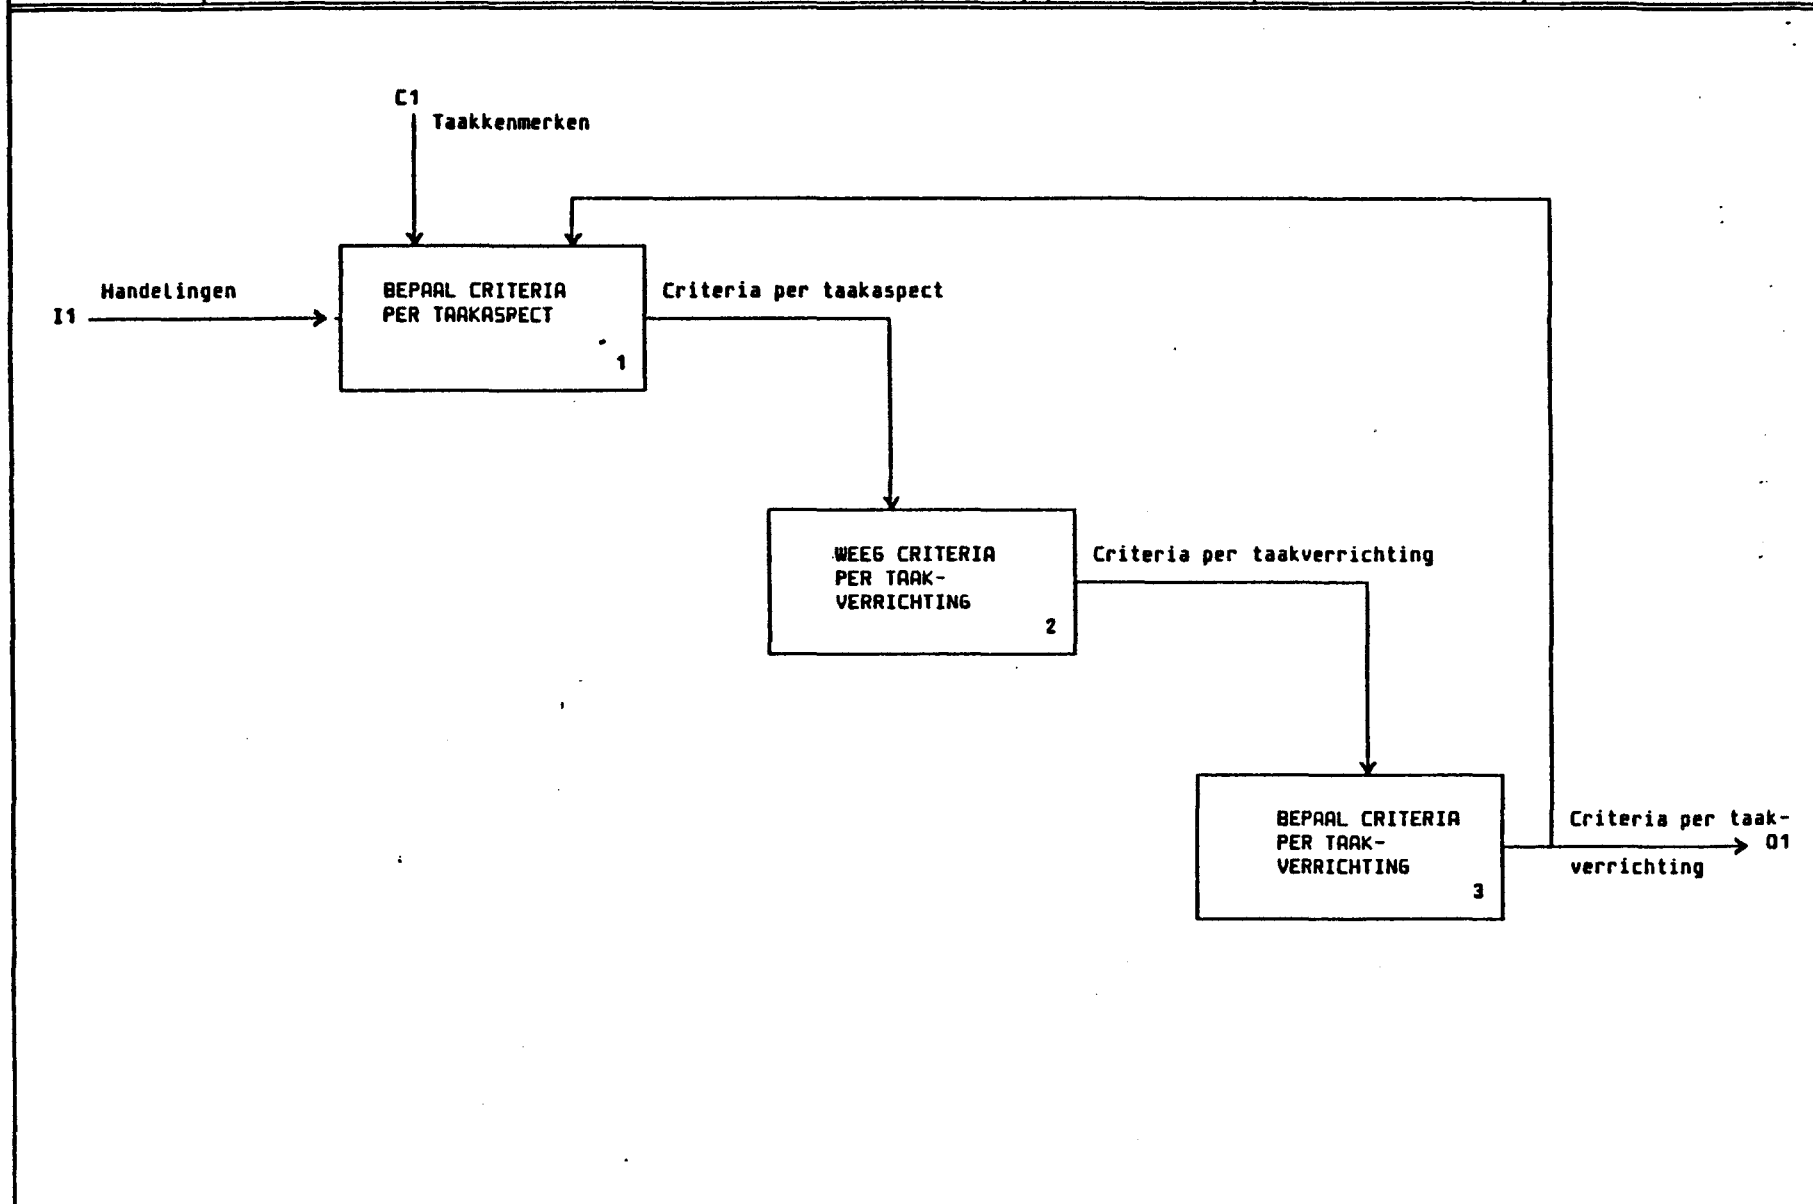 C1
Taakkenmerken
Handelingen
I1
BEPAAL CRITERIA
PER TAAKASPECT
1
Criteria per taakaspect
WEEG CRITERIA
PER TAAK-
VERRICHTING
2
Criteria per taakverrichting
BEPAAL CRITERIA
PER TAAK-
VERRICHTING
3
Criteria per taak-
O1
verrichting